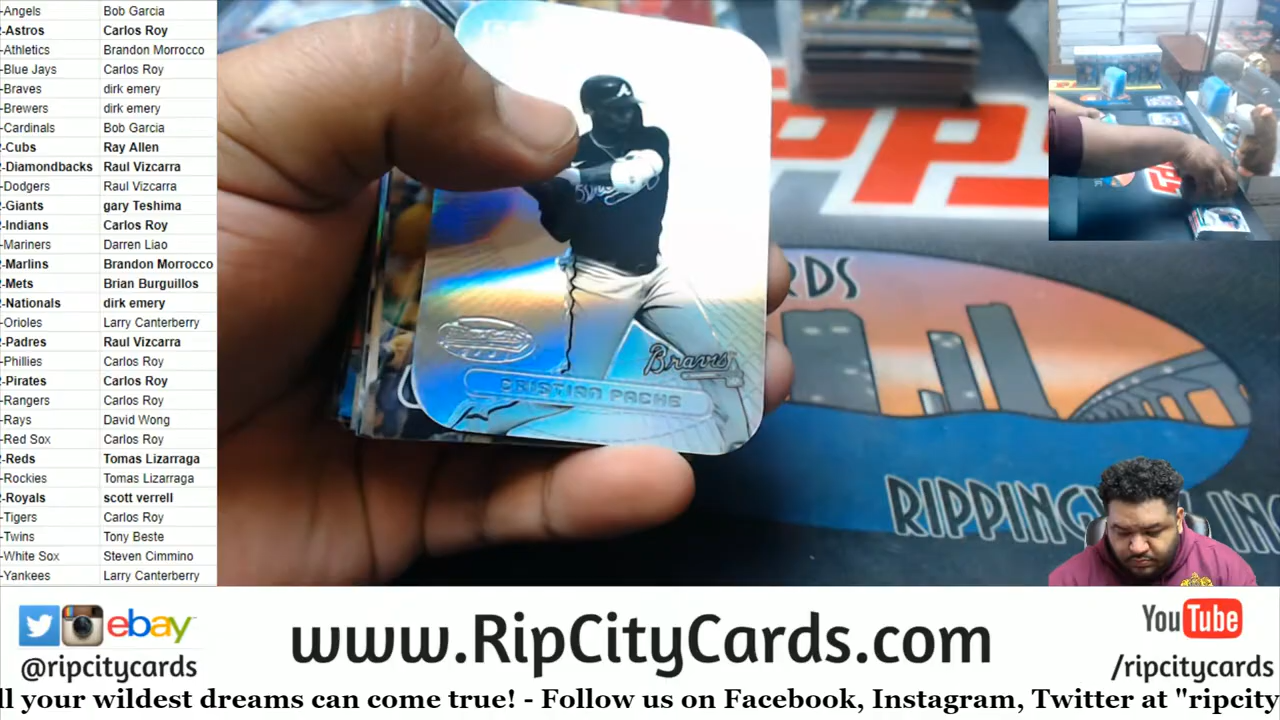 -Angels Bob Garcia
-Astros Carlos Roy
-Athletics Brandon Morrocco
-Blue Jays Carlos Roy
-Braves dirk emery
-Brewers dirk emery
-Cardinals Bob Garcia
-Cubs Ray Allen
-Diamondbacks Raul Vizcarra
-Dodgers Raul Vizcarra
-Giants gary Teshima
-Indians Carlos Roy
-Mariners Darren Liao
-Marlins Brandon Morrocco
-Mets Brian Burguillos
-Nationals dirk emery
-Orioles Larry Canterberry
-Padres Raul Vizcarra
-Phillies Carlos Roy
-Pirates Carlos Roy
-Rangers Carlos Roy
-Rays David Wong
-Red Sox Carlos Roy
-Reds Tomas Lizarraga
-Rockies Tomas Lizarraga
-Royals scott verrell
-Tigers Carlos Roy
-Twins Tony Beste
-White Sox Steven Cimmino
-Yankees Larry Canterberry
A
Braves
CRISTIAN PACHE
RDS
RIPPING
ebay
@ripcitycards
www.RipCityCards.com
YouTube
/ripcitycards
ll your wildest dreams can come true! - Follow us on Facebook, Instagram, Twitter at "ripcity